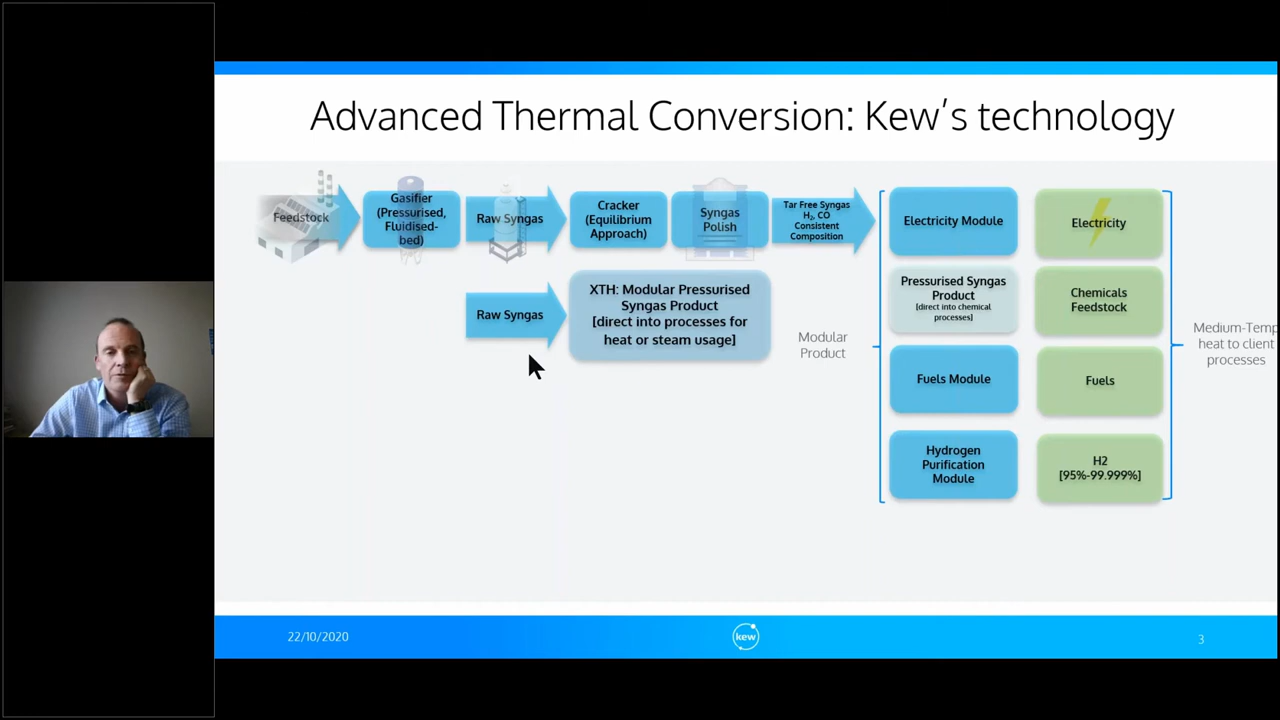 Advanced Thermal Conversion: Kew's technology
Feedstock
Gasifier
(Pressurised,
Fluidised-
bed)
Raw Syngas
Cracker
(Equilibrium
Approach)
Syngas
Polish
Tar Free Syngas
H₂, CO
Consistent
Composition
Electricity Module
Electricity
Raw Syngas
XTH: Modular Pressurised
Syngas Product
[direct into processes for
heat or steam usage]
Modular
Product
Pressurised Syngas
Product
[direct into chemical
processes]
Chemicals
Feedstock
Fuels Module
Fuels
Hydrogen
Purification
Module
H2
[95%-99.999%]
Medium-Temp
heat to client
processes
22/10/2020
kew
3